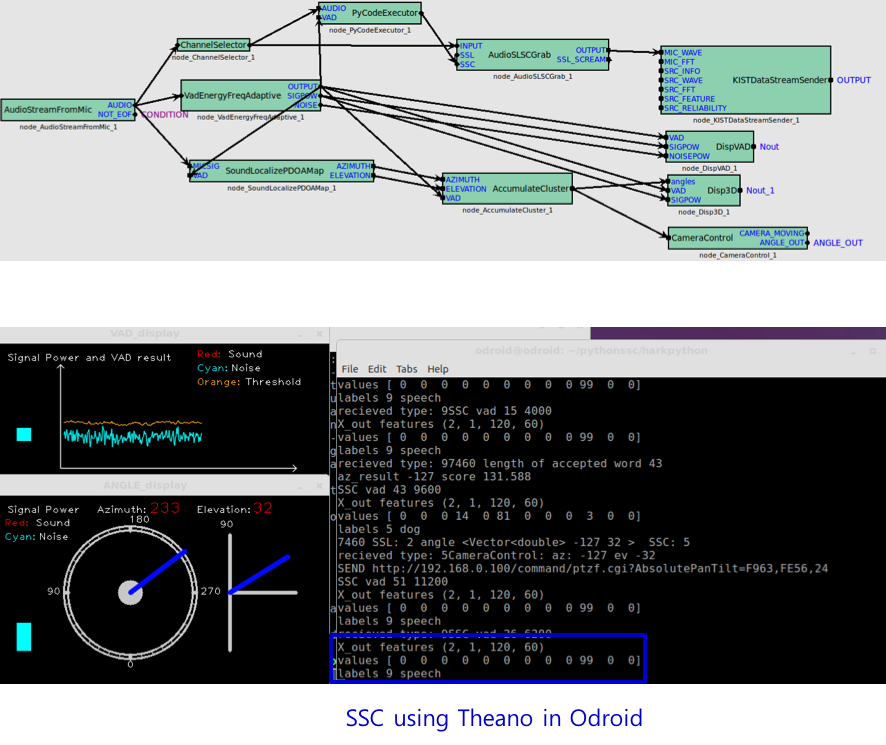 AUDIO
VAD
PyCodeExecutor
node_PyCodeExecutor_1
ChannelSelector
node_ChannelSelector_1
INPUT
SSL
SSC
AudioSLSCGrab
OUTPUT
SSL_SCREAM
node_AudioSLSCGrab_1
MIC_WAVE
MIC_FFT
SRC_INFO
SRC_WAVE
SRC_FFT
SRC_FEATURE
SRC_RELIABILITY
KISTDataStreamSender
OUTPUT
node_KISTDataStreamSender_1
AudioStreamFromMic
AUDIO
NOT_EOF
CONDITION
node_AudioStreamFromMic_1
VadEnergyFreqAdaptive
OUTPUT
SIGPOW
NOISE
node_VadEnergyFreqAdaptive_1
VAD
SIGPOW
NOISEPOW
DispVAD
Nout
node_DispVAD_1
MICSIG
VAD
SoundLocalizePDOAMap
AZIMUTH
ELEVATION
node_SoundLocalizePDOAMap_1
AZIMUTH
ELEVATION
VAD
AccumulateCluster
node_AccumulateCluster_1
angles
VAD
SIGPOW
Disp3D
Nout_1
node_Disp3D_1
CameraControl
CAMERA_MOVING
ANGLE_OUT
ANGLE_OUT
node_CameraControl_1
VAD_display
Signal Power and VAD result
Red: Sound
Cyan: Noise
Orange: Threshold
ANGLE_display
Signal Power
Azimuth: 233
Elevation: 32
Red: Sound
Cyan: Noise
180
90
270
0
90
odroid@odroid: ~/pythonssc/harkpython
File Edit Tabs Help
values [ 0 0 0 0 0 0 0 0 0 99 0 0]
labels 9 speech
recieved type: 9SSC vad 15 4000
X_out features (2, 1, 120, 60)
values [ 0 0 0 0 0 0 0 0 0 99 0 0]
labels 9 speech
recieved type: 97460 length of accepted word 43
az_result -127 score 131.588
SSC vad 43 9600
X_out features (2, 1, 120, 60)
values [ 0 0 0 14 0 81 0 0 0 3 0 0]
labels 5 dog
7460 SSL: 2 angle <Vector<double> -127 32 > SSC: 5
recieved type: 5CameraControl: az: -127 ev -32
SEND http://192.168.0.100/command/ptzf.cgi?AbsolutePanTilt=F963,FE56,24
SSC vad 51 11200
X_out features (2, 1, 120, 60)
values [ 0 0 0 0 0 0 0 0 0 99 0 0]
labels 9 speech
recieved type: 9SSC vad 26 6200
X_out features (2, 1, 120, 60)
values [ 0 0 0 0 0 0 0 0 0 99 0 0]
labels 9 speech
SSC using Theano in Odroid